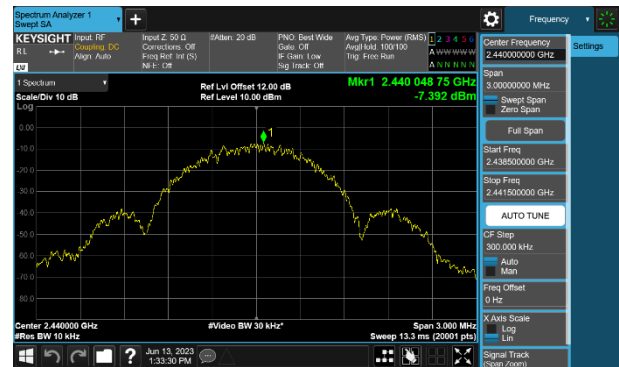 Spectrum Analyzer 1
Swept SA
+
Frequency
KEYSIGHT
Input: RF
Input Z: 50 Ω
#Atten: 20 dB
PNO: Best Wide
Avg Type: Power (RMS)
1 2 3 4 5 6
RL
Coupling: DC
Corrections: Off
Gate: Off
Avg|Hold: 100/100
A W W W W W
Align: Auto
Freq Ref: Int (S)
IF Gain: Low
Trig: Free Run
NFE: Off
Sig Track: Off
A N N N N N
LXI
1 Spectrum
Ref Lvl Offset 12.00 dB
Mkr1 2.440 048 75 GHz
Scale/Div 10 dB
Ref Level 10.00 dBm
-7.392 dBm
Log
1
0.00
-10.0
-20.0
-30.0
-40.0
-50.0
-60.0
-70.0
-80.0
Center 2.440000 GHz
#Video BW 30 kHz*
Span 3.000 MHz
#Res BW 10 kHz
Sweep 13.3 ms (20001 pts)
?
Jun 13, 2023
1:33:30 PM
Center Frequency
2.440000000 GHz
Settings
Span
3.00000000 MHz
Swept Span
Zero Span
Full Span
Start Freq
2.438500000 GHz
Stop Freq
2.441500000 GHz
AUTO TUNE
CF Step
300.000 kHz
Auto
Man
Freq Offset
0 Hz
X Axis Scale
Log
Lin
Signal Track
(Span Zoom)